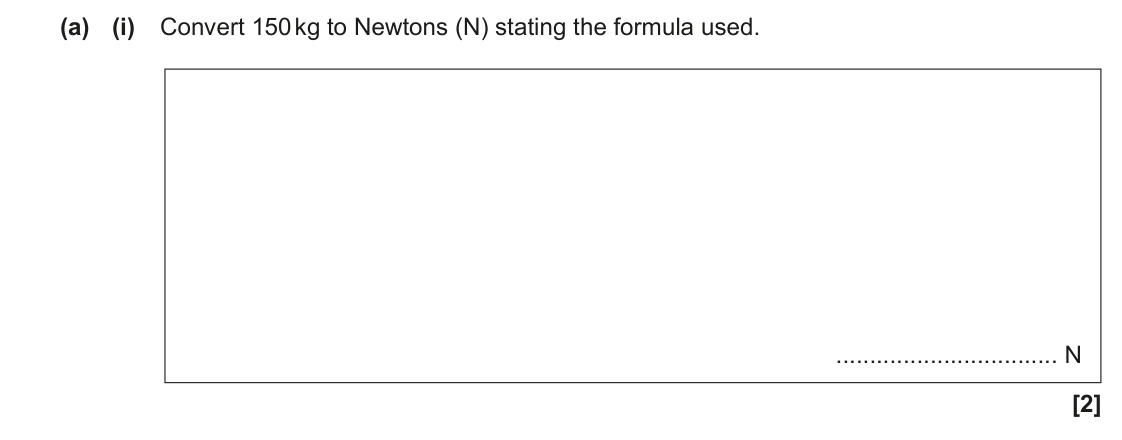 (a) (i) Convert 150 kg to Newtons (N) stating the formula used.
................................. N
[2]